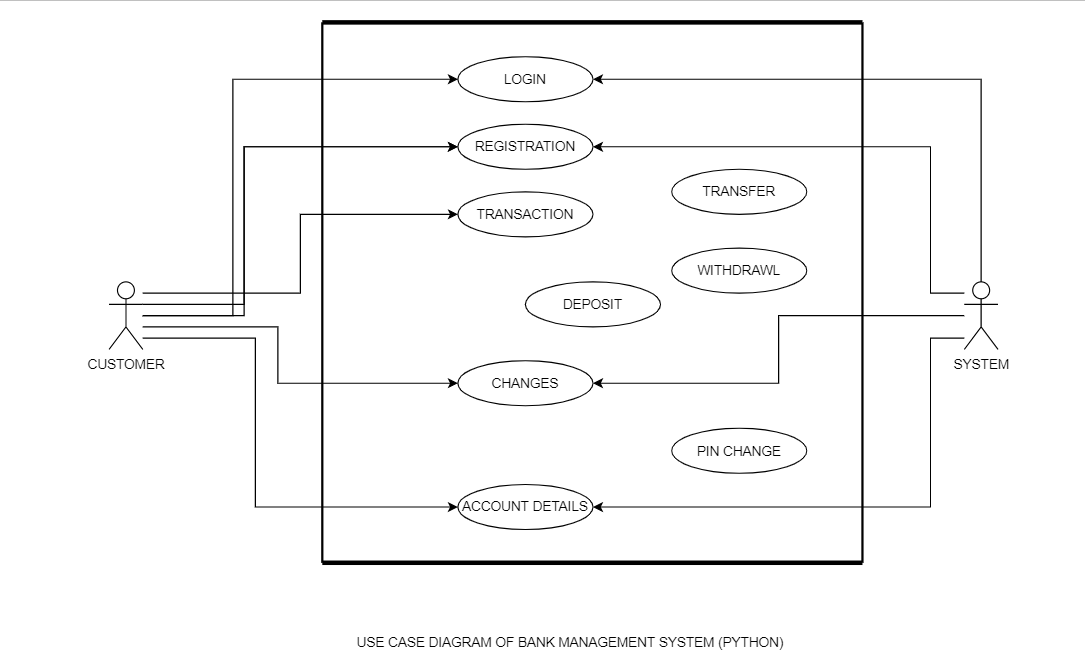 LOGIN
REGISTRATION
TRANSFER
TRANSACTION
WITHDRAWL
DEPOSIT
CUSTOMER
SYSTEM
CHANGES
PIN CHANGE
ACCOUNT DETAILS
USE CASE DIAGRAM OF BANK MANAGEMENT SYSTEM (PYTHON)